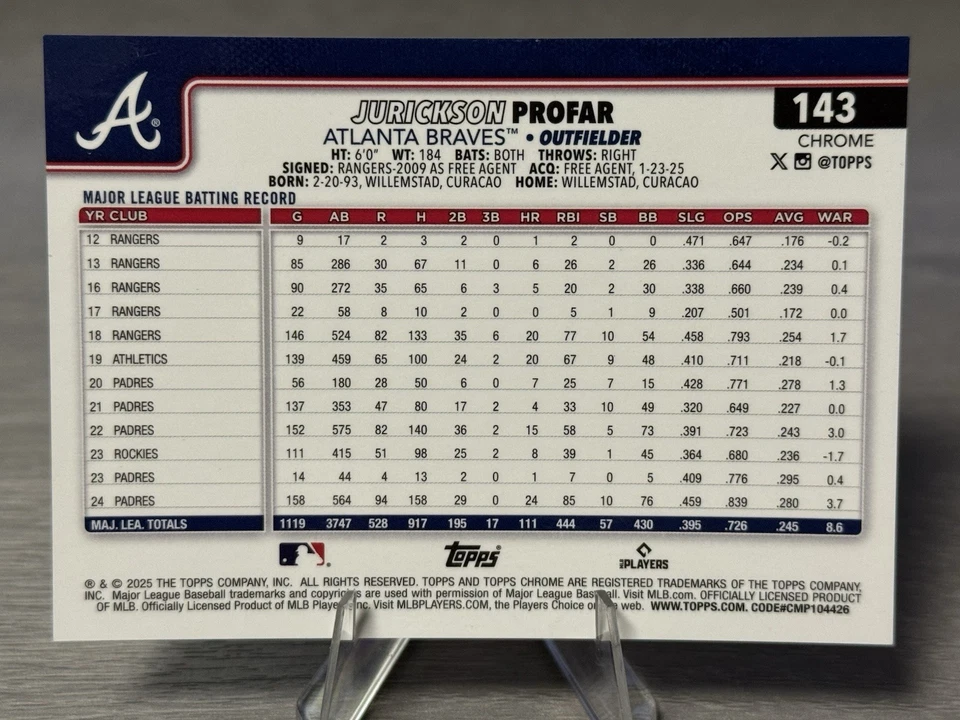 A®
JURICKSON PROFAR
143
ATLANTA BRAVES™ • OUTFIELDER
CHROME
HT: 6'0" WT: 184 BATS: BOTH THROWS: RIGHT
@TOPPS
SIGNED: RANGERS-2009 AS FREE AGENT ACQ: FREE AGENT, 1-23-25
BORN: 2-20-93, WILLEMSTAD, CURACAO HOME: WILLEMSTAD, CURACAO
MAJOR LEAGUE BATTING RECORD
YR CLUB G AB R H 2B 3B HR RBI SB BB SLG OPS AVG WAR
12 RANGERS 9 17 2 3 2 0 1 2 0 0 .471 .647 .176 -0.2
13 RANGERS 85 286 30 67 11 0 6 26 2 26 .336 .644 .234 0.1
16 RANGERS 90 272 35 65 6 3 5 20 2 30 .338 .660 .239 0.4
17 RANGERS 22 58 8 10 2 0 0 5 1 9 .207 .501 .172 0.0
18 RANGERS 146 524 82 133 35 6 20 77 10 54 .458 .793 .254 1.7
19 ATHLETICS 139 459 65 100 24 2 20 67 9 48 .410 .711 .218 -0.1
20 PADRES 56 180 28 50 6 0 7 25 7 15 .428 .771 .278 1.3
21 PADRES 137 353 47 80 17 2 4 33 10 49 .320 .649 .227 0.0
22 PADRES 152 575 82 140 36 2 15 58 5 73 .391 .723 .243 3.0
23 ROCKIES 111 415 51 98 25 2 8 39 1 45 .364 .680 .236 -1.7
23 PADRES 14 44 4 13 2 0 1 7 0 5 .409 .776 .295 0.4
24 PADRES 158 564 94 158 29 0 24 85 10 76 .459 .839 .280 3.7
MAJ. LEA. TOTALS 1119 3747 528 917 195 17 111 444 57 430 .395 .726 .245 8.6
topps PLAYERS
® & © 2025 THE TOPPS COMPANY, INC. ALL RIGHTS RESERVED. TOPPS AND TOPPS CHROME ARE REGISTERED TRADEMARKS OF THE TOPPS COMPANY,
INC. Major League Baseball trademarks and copyrights are used with permission of Major League Baseball. Visit MLB.com. OFFICIALLY LICENSED PRODUCT
OF MLB. Officially Licensed Product of MLB Players, Inc. Visit MLBPLAYERS.COM, the Players Choice on the web. WWW.TOPPS.COM. CODE#CMP104426